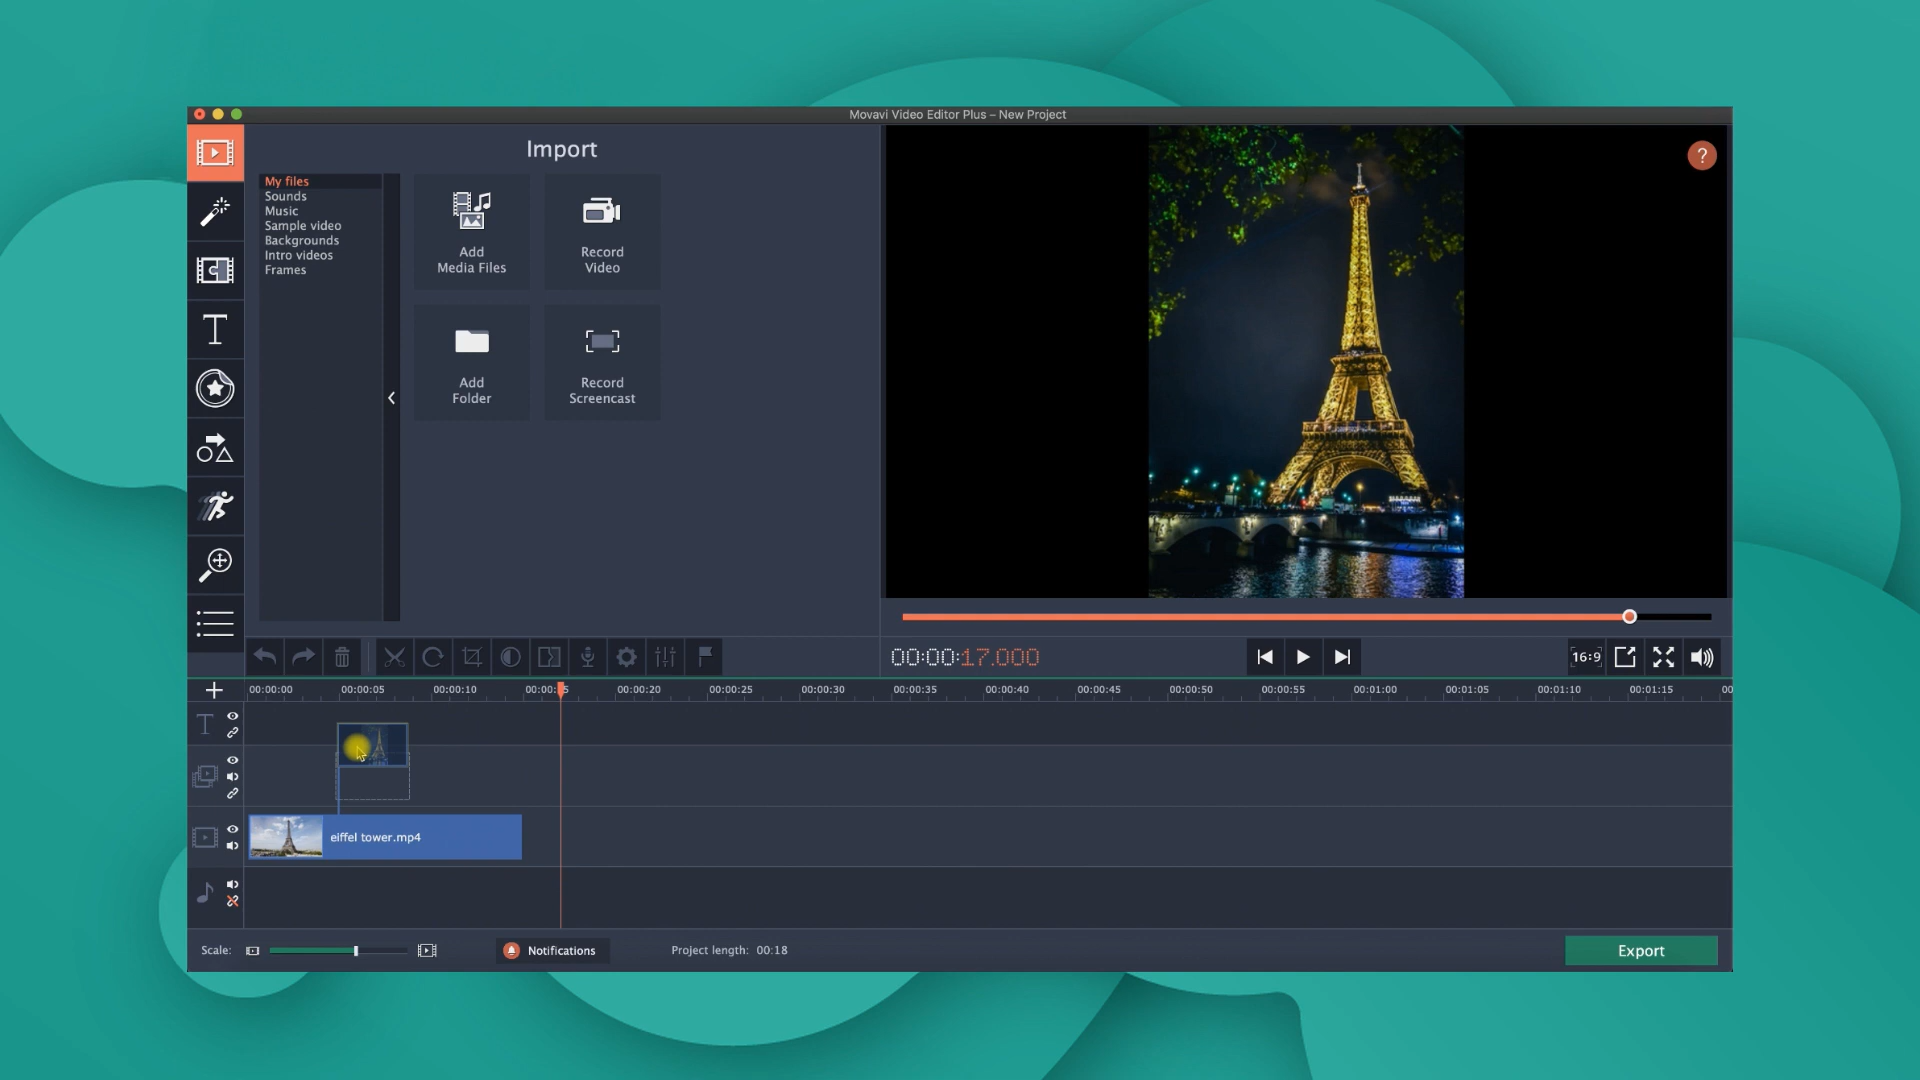 Movavi Video Editor Plus – New Project
Import
?
My files
Sounds
Music
Sample video
Backgrounds
Intro videos
Frames
Add
Media Files
Record
Video
Add
Folder
Record
Screencast
T
00:00:17.000
16:9
00:00:00
00:00:05
00:00:10
00:00:15
00:00:20
00:00:25
00:00:30
00:00:35
00:00:40
00:00:45
00:00:50
00:00:55
00:01:00
00:01:05
00:01:10
00:01:15
00
T
eiffel tower.mp4
Scale:
Notifications
Project length: 00:18
Export